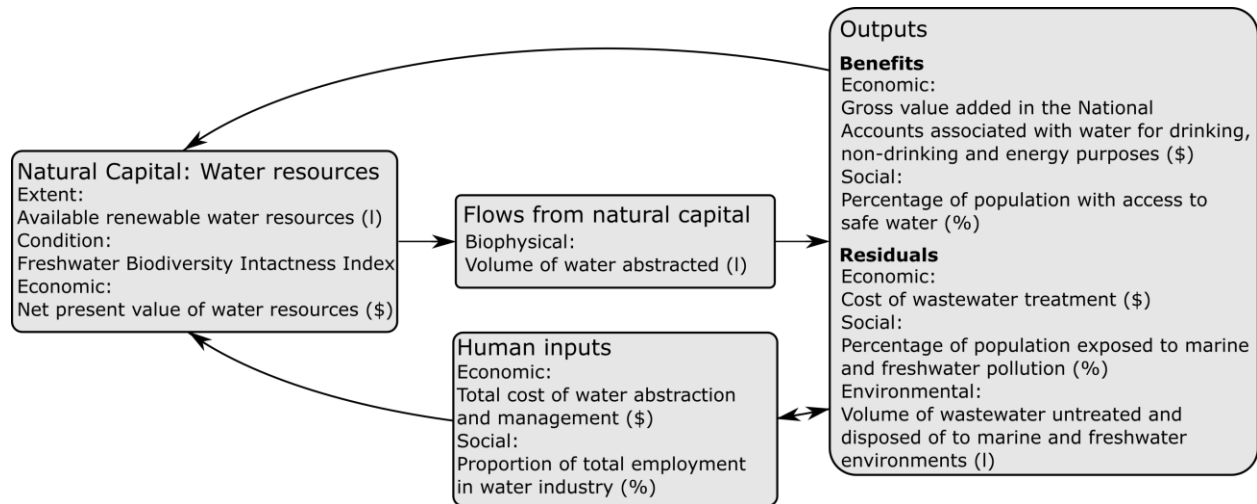 Natural Capital: Water resources
Extent:
Available renewable water resources (l)
Condition:
Freshwater Biodiversity Intactness Index
Economic:
Net present value of water resources ($)
Flows from natural capital
Biophysical:
Volume of water abstracted (l)
Human inputs
Economic:
Total cost of water abstraction
and management ($)
Social:
Proportion of total employment
in water industry (%)
Outputs
Benefits
Economic:
Gross value added in the National
Accounts associated with water for drinking,
non-drinking and energy purposes ($)
Social:
Percentage of population with access to
safe water (%)
Residuals
Economic:
Cost of wastewater treatment ($)
Social:
Percentage of population exposed to marine
and freshwater pollution (%)
Environmental:
Volume of wastewater untreated and
disposed of to marine and freshwater
environments (l)